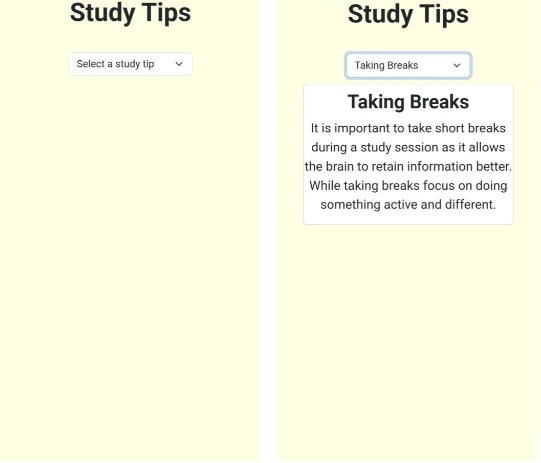 Study Tips
Select a study tip
Study Tips
Taking Breaks
Taking Breaks
It is important to take short breaks
during a study session as it allows
the brain to retain information better.
While taking breaks focus on doing
something active and different.